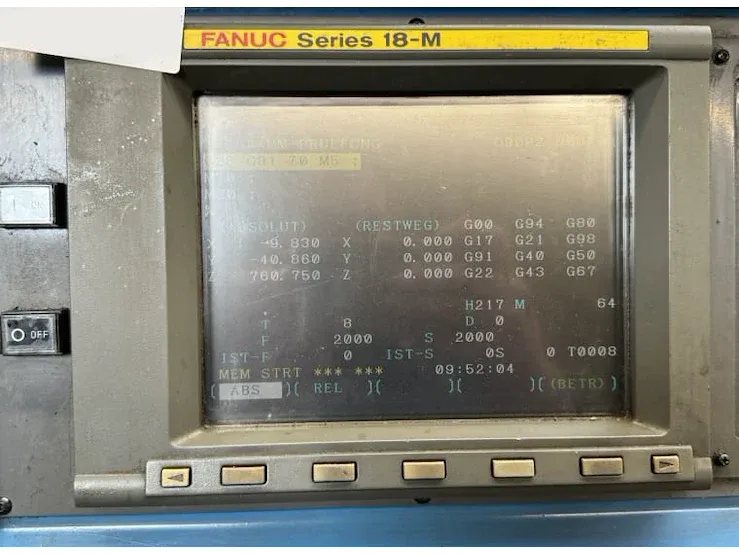 FANUC Series 18-M
Z0 M6 ;
(RESTWEG) G00 G94 G80
X -9.830 X 0.000 G17 G21 G98
-40.860 Y 0.000 G91 G40 G50
Z 760.750 Z 0.000 G22 G43 G67
H217 M 64
T 8 D 0
F 2000 S 2000
IST-F 0 IST-S 0S 0 T0008
MEM STRT *** ***
09:52:04
( ABS )( REL )( )( )( (BETR) )
OFF